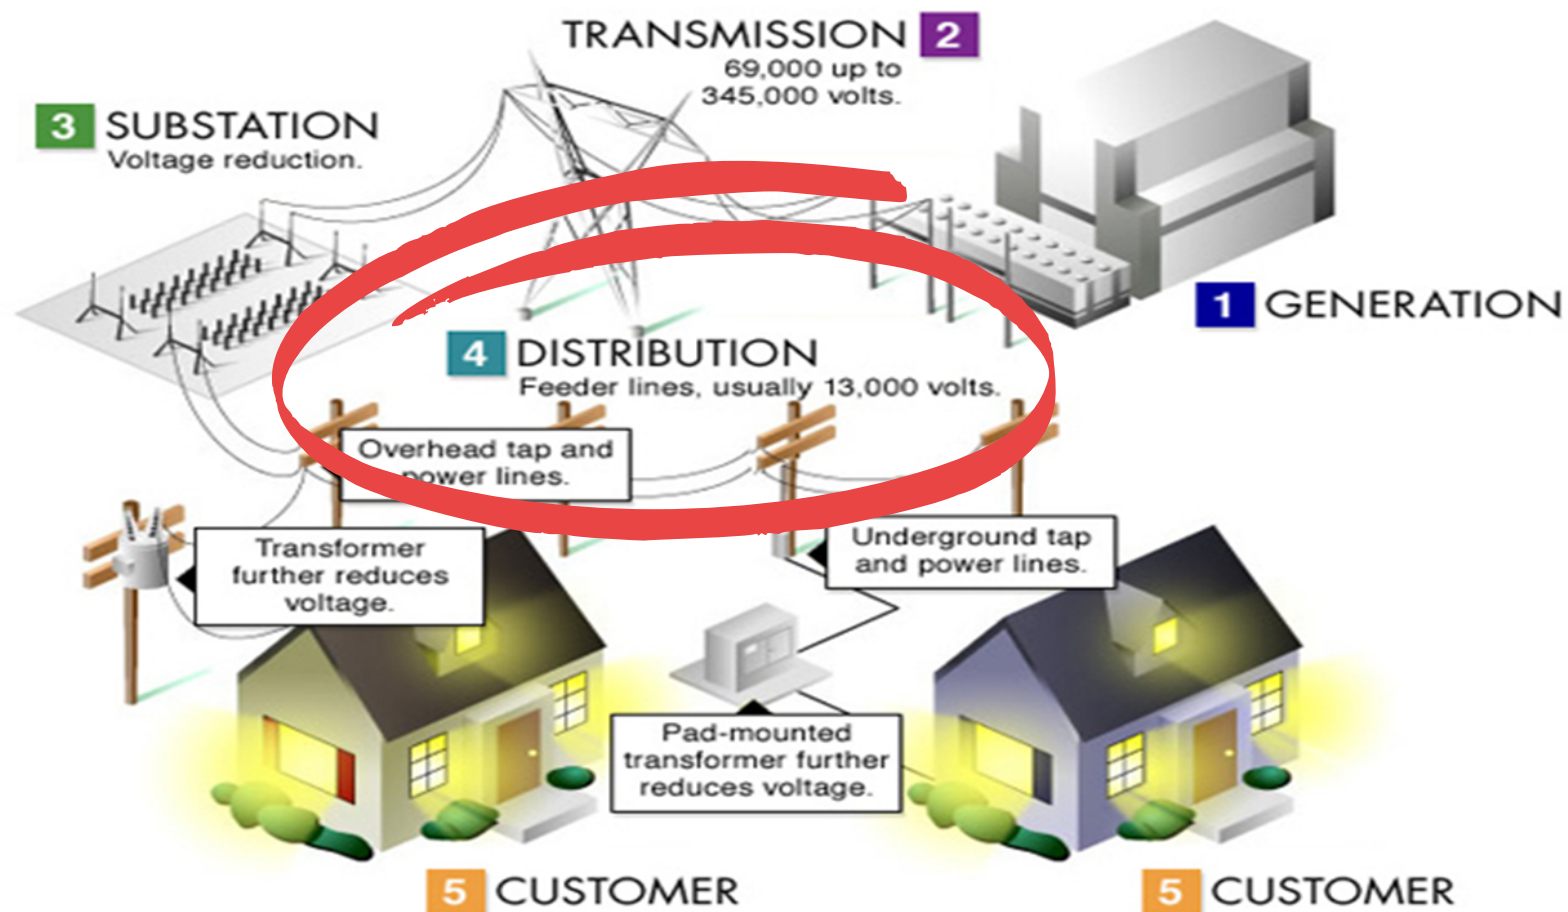 TRANSMISSION 2
69,000 up to
345,000 volts.
3 SUBSTATION
Voltage reduction.
1 GENERATION
4 DISTRIBUTION
Feeder lines, usually 13,000 volts.
Overhead tap and
power lines.
Transformer
further reduces
voltage.
Underground tap
and power lines.
Pad-mounted
transformer further
reduces voltage.
5 CUSTOMER
5 CUSTOMER